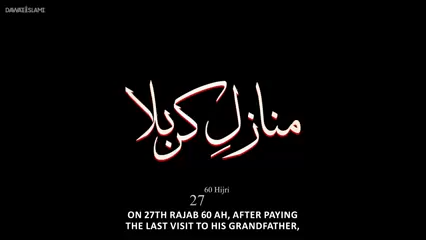 DAWATEISLAMI
منازلِ کربلا
60 Hijri
27
ON 27TH RAJAB 60 AH, AFTER PAYING
THE LAST VISIT TO HIS GRANDFATHER,